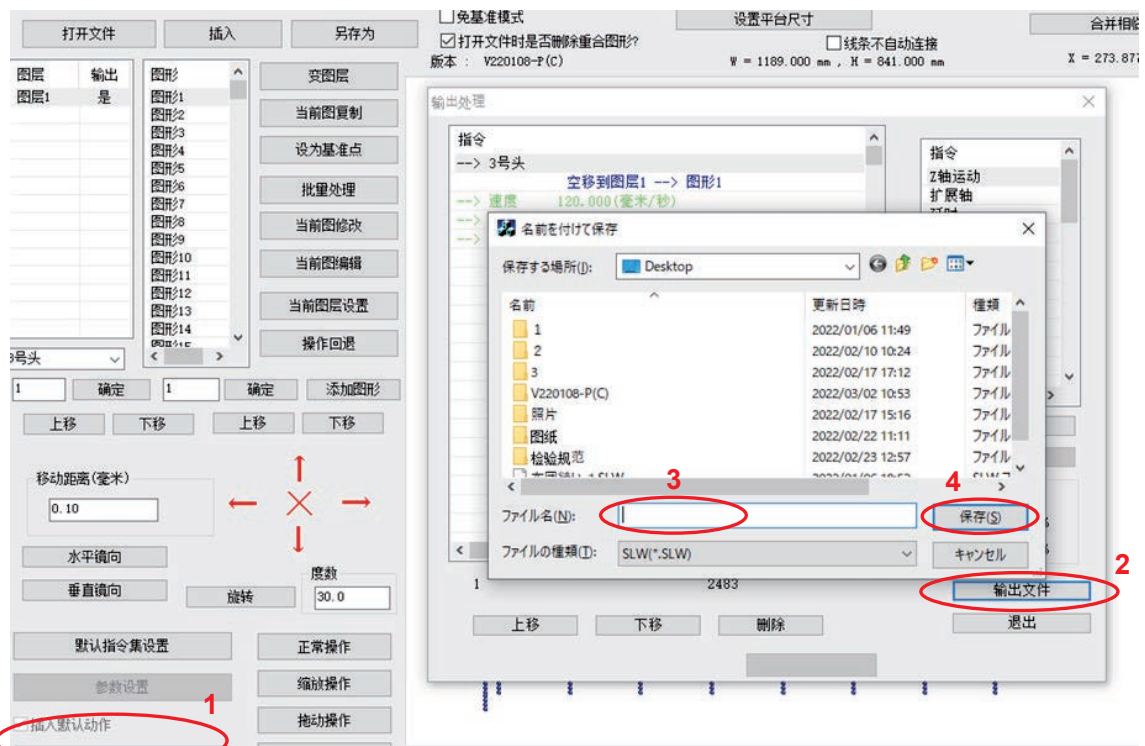 打开文件
插入
另存为
免基准模式
设置平台尺寸
合并相
打开文件时是否删除重合图形?
线条不自动连接
版本 : V220108-P(C)
W = 1189.000 mm , H = 841.000 mm
X = 273.877
图层 输出
图层1 是
图形
图形1
图形2
图形3
图形4
图形5
图形6
图形7
图形8
图形9
图形10
图形11
图形12
图形13
图形14
变图层
当前图复制
设为基准点
批量处理
当前图修改
当前图编辑
当前图层设置
操作回退
3号头
1 确定 1 确定 添加图形
上移 下移 上移 下移
移动距离(毫米)
0.10
水平镜向
垂直镜向
旋转
度数
30.0
默认指令集设置
参数设置
插入默认动作
正常操作
缩放操作
拖动操作
1
输出处理
指令
--> 3号头
空移到图层1 --> 图形1
--> 速度 120.000(毫米/秒)
-->
-->
指令
Z轴运动
扩展轴
名前を付けて保存
保存する場所(I): Desktop
名前 更新日時 種類
1 2022/01/06 11:49 ファイル
2 2022/02/10 10:24 ファイル
3 2022/02/17 17:12 ファイル
V220108-P(C) 2022/03/02 10:53 ファイル
照片 2022/02/17 15:16 ファイル
图纸 2022/02/22 11:11 ファイル
检验规范 2022/02/23 12:57 ファイル
3
4
ファイル名(N):
保存(S)
ファイルの種類(T): SLW(*.SLW)
キャンセル
2
1 2483
输出文件
上移 下移 删除 退出